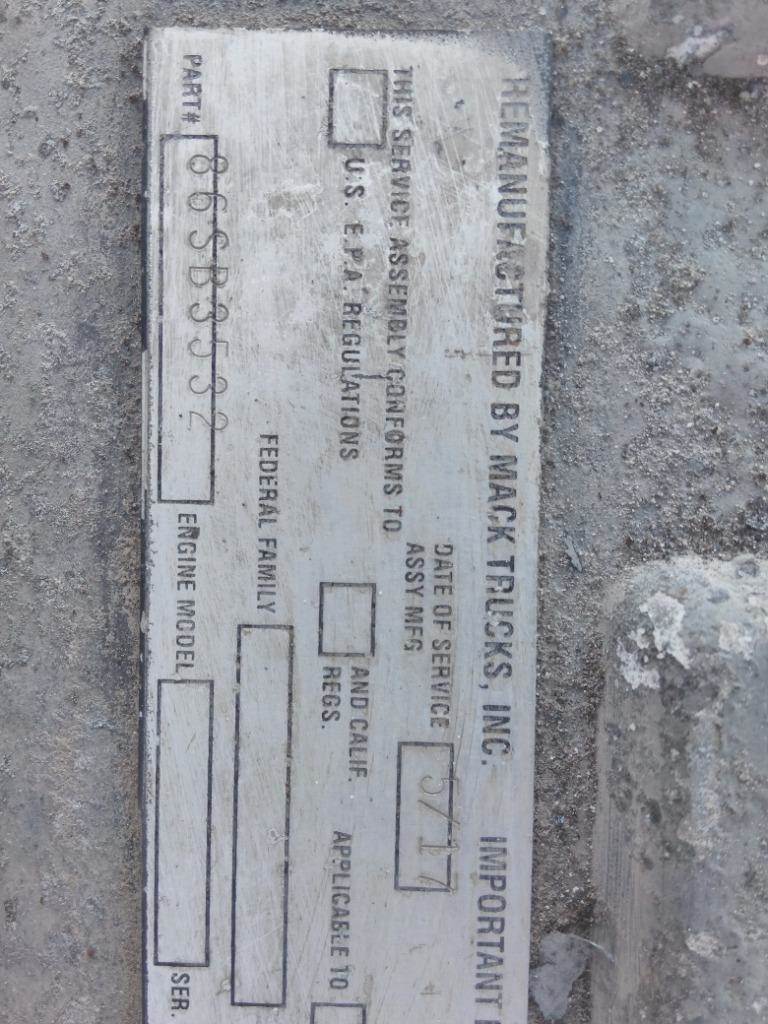 REMANUFACTURED BY MACK TRUCKS, INC. IMPORTANT
DATE OF SERVICE
ASSY MFG 5/17
THIS SERVICE ASSEMBLY CONFORMS TO
U.S. E.P.A. REGULATIONS
AND CALIF.
REGS.
APPLICABLE TO
FEDERAL FAMILY
PART# 86SB3532 ENGINE MODEL SER.